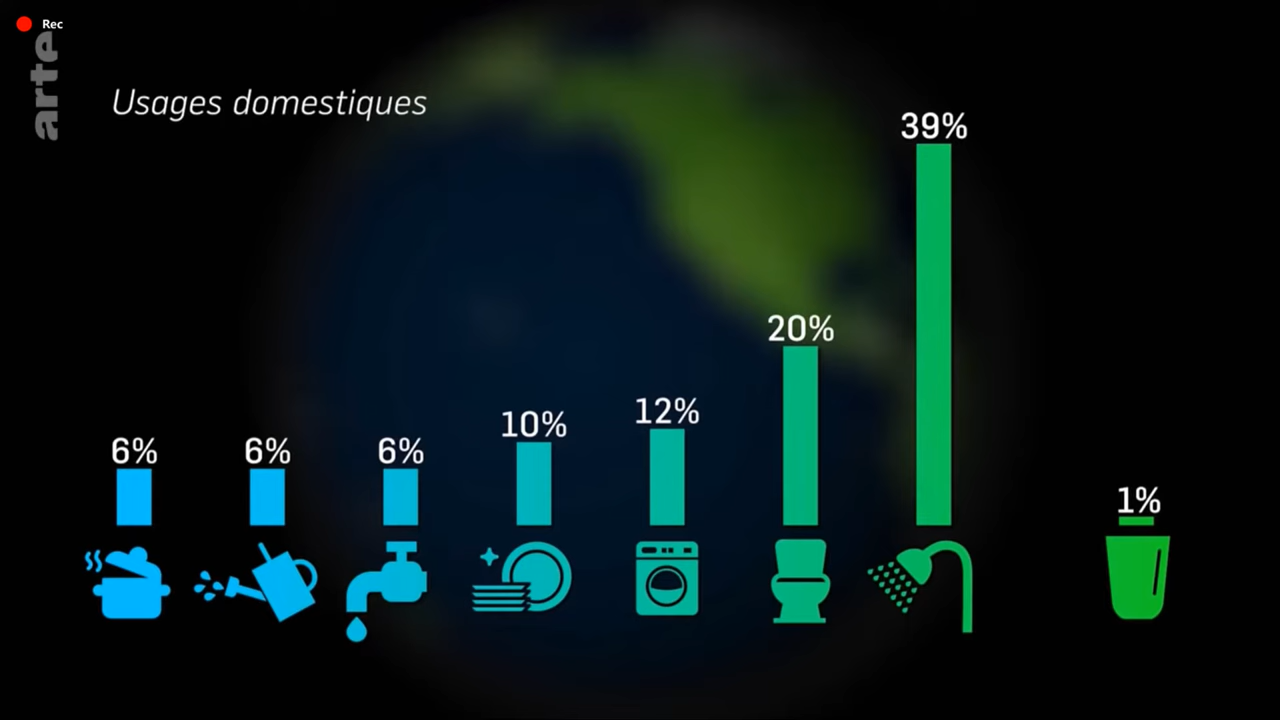 Rec
arte
Usages domestiques
39%
20%
12%
10%
6%
6%
6%
1%